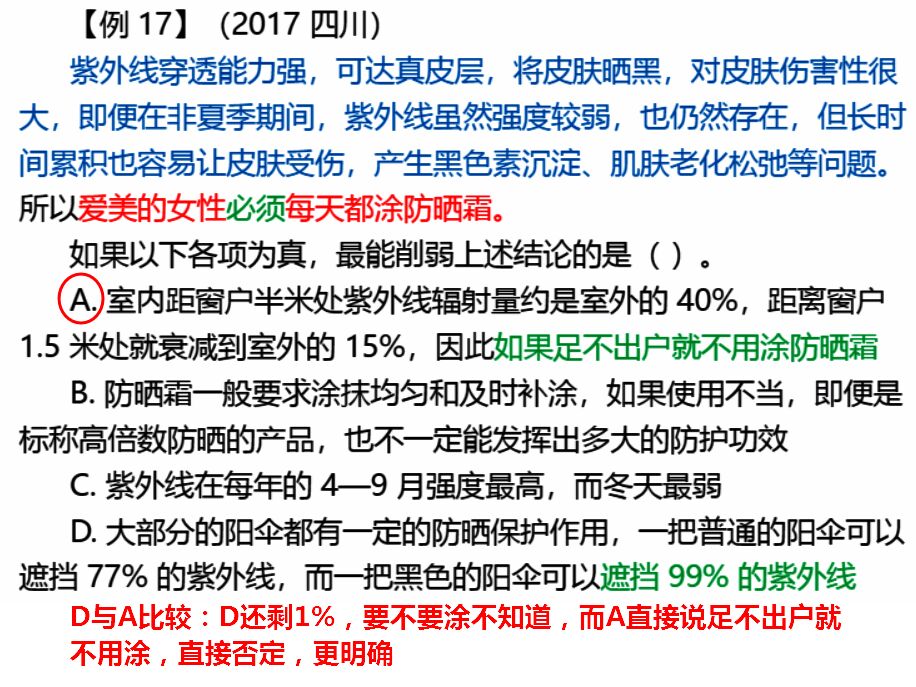 【例 17】（2017 四川）
紫外线穿透能力强，可达真皮层，将皮肤晒黑，对皮肤伤害性很
大，即便在非夏季期间，紫外线虽然强度较弱，也仍然存在，但长时
间累积也容易让皮肤受伤，产生黑色素沉淀、肌肤老化松弛等问题。
所以爱美的女性必须每天都涂防晒霜。
如果以下各项为真，最能削弱上述结论的是（ ）。
A. 室内距窗户半米处紫外线辐射量约是室外的 40%，距离窗户
1.5 米处就衰减到室外的 15%，因此如果足不出户就不用涂防晒霜
B. 防晒霜一般要求涂抹均匀和及时补涂，如果使用不当，即便是
标称高倍数防晒的产品，也不一定能发挥出多大的防护功效
C. 紫外线在每年的 4—9 月强度最高，而冬天最弱
D. 大部分的阳伞都有一定的防晒保护作用，一把普通的阳伞可以
遮挡 77% 的紫外线，而一把黑色的阳伞可以遮挡 99% 的紫外线
D与A比较：D还剩1%，要不要涂不知道，而A直接说足不出户就
不用涂，直接否定，更明确